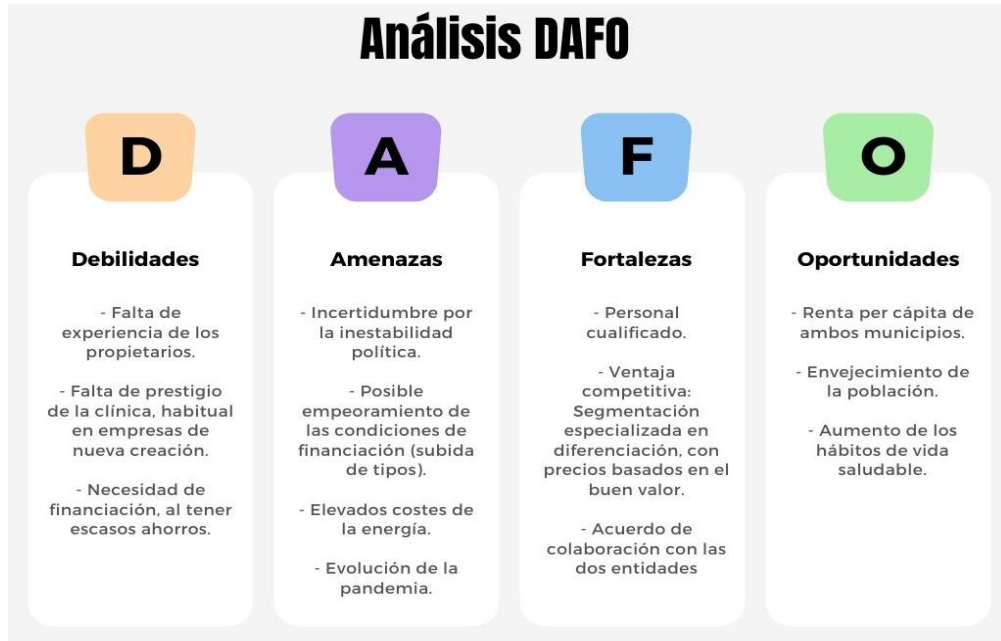 Análisis DAFO
D
Debilidades
- Falta de
experiencia de los
propietarios.
- Falta de prestigio
de la clínica, habitual
en empresas de
nueva creación.
- Necesidad de
financiación, al tener
escasos ahorros.
A
Amenazas
- Incertidumbre por
la inestabilidad
política.
- Posible
empeoramiento de
las condiciones de
financiación (subida
de tipos).
- Elevados costes de
la energía.
- Evolución de la
pandemia.
F
Fortalezas
- Personal
cualificado.
- Ventaja
competitiva:
Segmentación
especializada en
diferenciación, con
precios basados en el
buen valor.
- Acuerdo de
colaboración con las
dos entidades
O
Oportunidades
- Renta per cápita de
ambos municipios.
- Envejecimiento de
la población.
- Aumento de los
hábitos de vida
saludable.